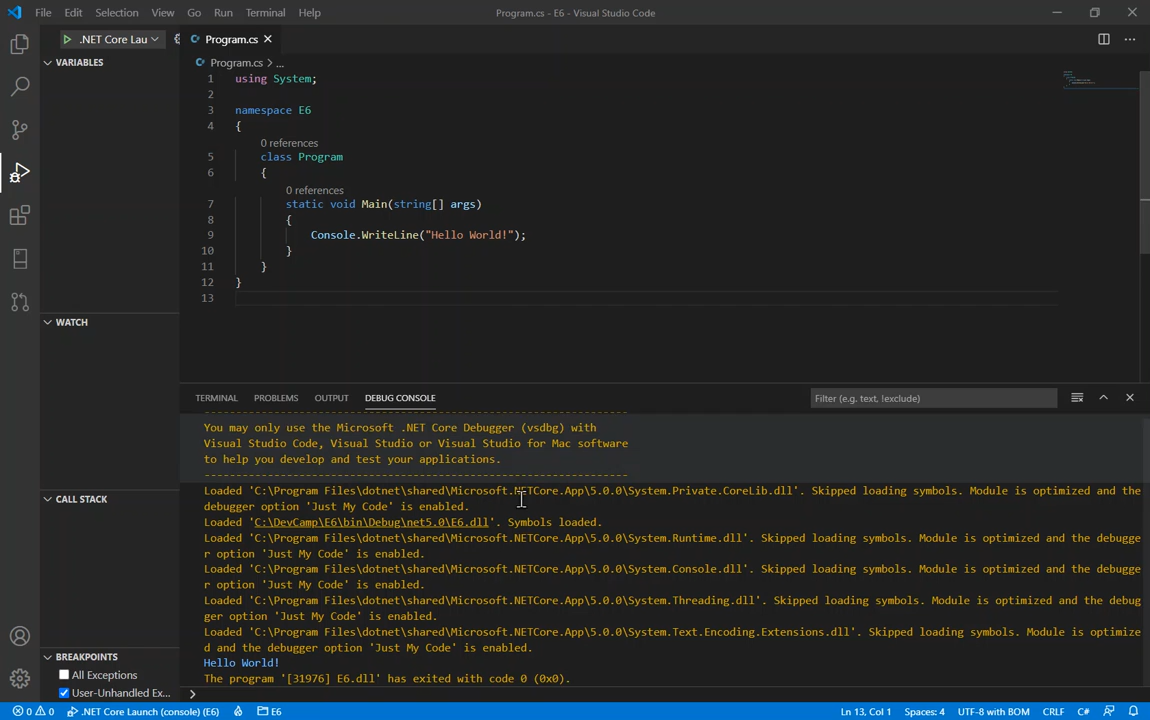 File Edit Selection View Go Run Terminal Help
Program.cs - E6 - Visual Studio Code
.NET Core Lau
Program.cs
VARIABLES
Program.cs > ...
1 using System;
2
3 namespace E6
4 {
0 references
5 class Program
6 {
0 references
7 static void Main(string[] args)
8 {
9 Console.WriteLine("Hello World!");
10 }
11 }
12 }
13
WATCH
CALL STACK
BREAKPOINTS
All Exceptions
User-Unhandled Ex...
TERMINAL PROBLEMS OUTPUT DEBUG CONSOLE
Filter (e.g. text, !exclude)
-------------------------------------------------------------------
You may only use the Microsoft .NET Core Debugger (vsdbg) with
Visual Studio Code, Visual Studio or Visual Studio for Mac software
to help you develop and test your applications.
-------------------------------------------------------------------
Loaded 'C:\Program Files\dotnet\shared\Microsoft.NETCore.App\5.0.0\System.Private.CoreLib.dll'. Skipped loading symbols. Module is optimized and the
debugger option 'Just My Code' is enabled.
Loaded 'C:\DevCamp\E6\bin\Debug\net5.0\E6.dll'. Symbols loaded.
Loaded 'C:\Program Files\dotnet\shared\Microsoft.NETCore.App\5.0.0\System.Runtime.dll'. Skipped loading symbols. Module is optimized and the debugge
r option 'Just My Code' is enabled.
Loaded 'C:\Program Files\dotnet\shared\Microsoft.NETCore.App\5.0.0\System.Console.dll'. Skipped loading symbols. Module is optimized and the debugge
r option 'Just My Code' is enabled.
Loaded 'C:\Program Files\dotnet\shared\Microsoft.NETCore.App\5.0.0\System.Threading.dll'. Skipped loading symbols. Module is optimized and the debug
ger option 'Just My Code' is enabled.
Loaded 'C:\Program Files\dotnet\shared\Microsoft.NETCore.App\5.0.0\System.Text.Encoding.Extensions.dll'. Skipped loading symbols. Module is optimize
d and the debugger option 'Just My Code' is enabled.
Hello World!
The program '[31976] E6.dll' has exited with code 0 (0x0).
>
0 0 .NET Core Launch (console) (E6) E6 Ln 13, Col 1 Spaces: 4 UTF-8 with BOM CRLF C#